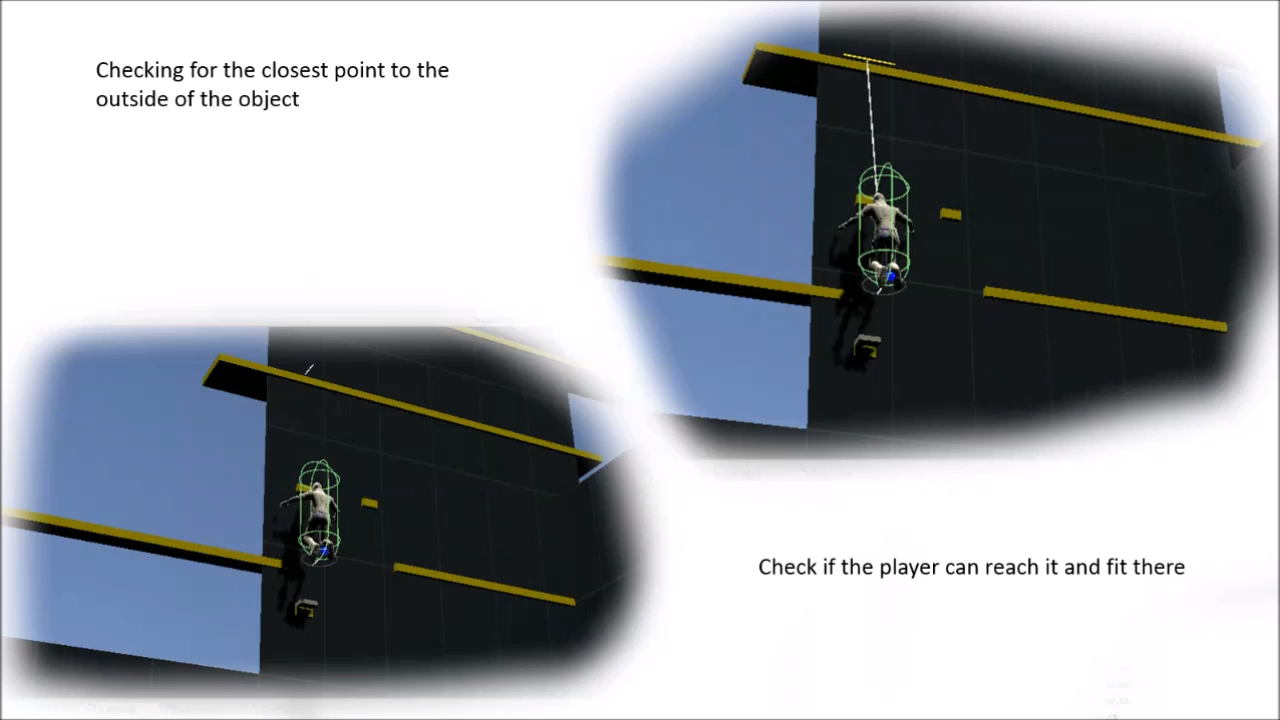 Checking for the closest point to the
outside of the object
Check if the player can reach it and fit there